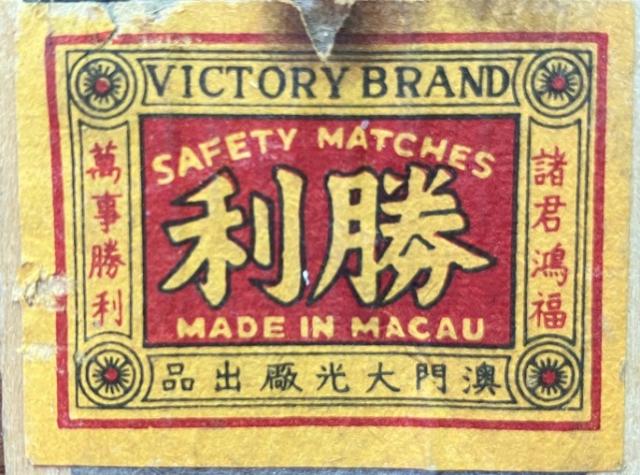 VICTORY BRAND
SAFETY MATCHES
勝利
MADE IN MACAU
諸君鴻福
萬事勝利
澳門大光廠出品